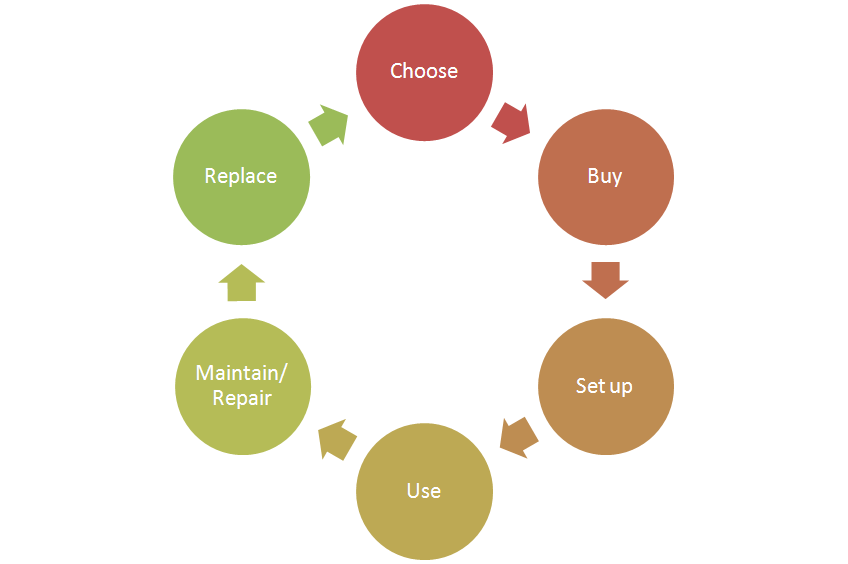 Choose
Buy
Set up
Use
Maintain/
Repair
Replace